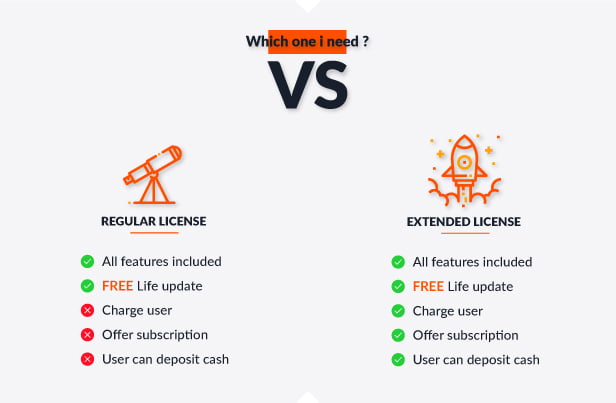 Which one i need ?
VS
REGULAR LICENSE
All features included
FREE Life update
Charge user
Offer subscription
User can deposit cash
EXTENDED LICENSE
All features included
FREE Life update
Charge user
Offer subscription
User can deposit cash